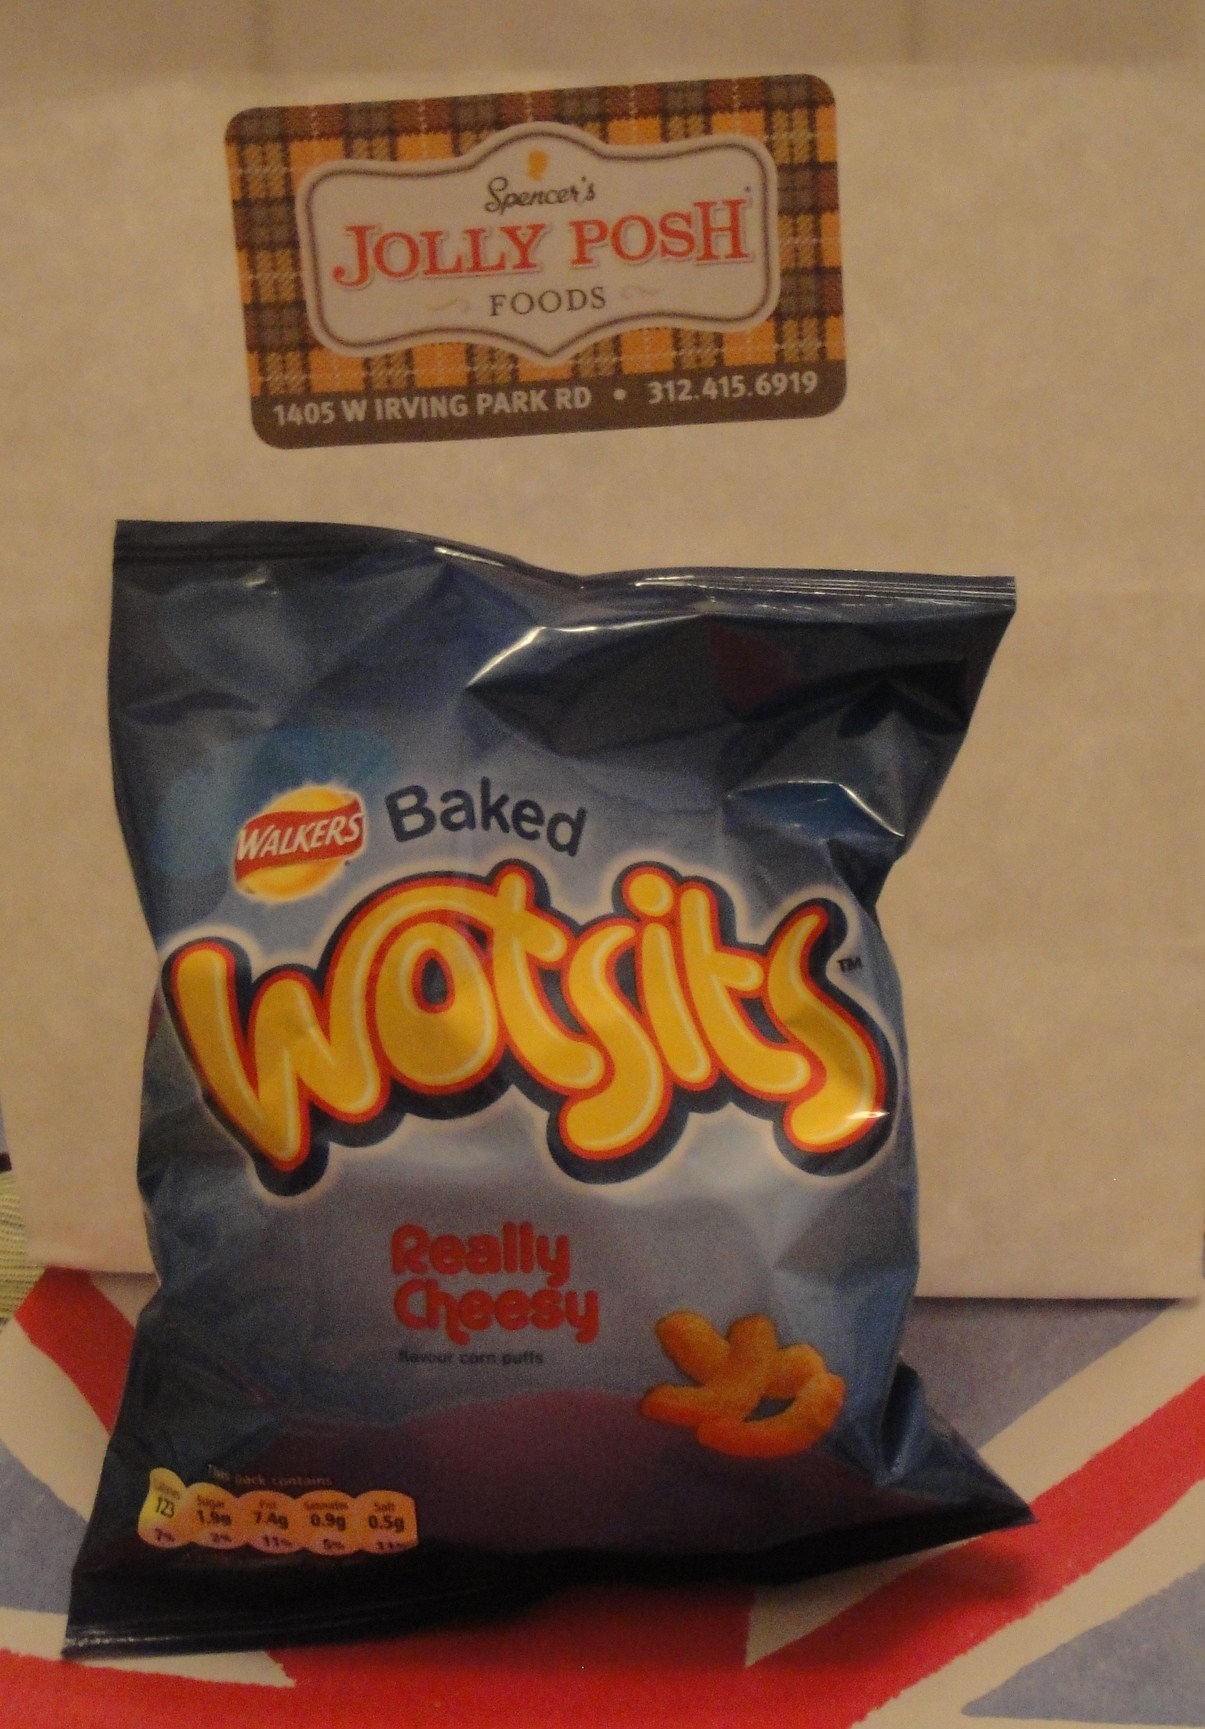 Spencer's
JOLLY POSH
FOODS
1405 W IRVING PARK RD • 312.415.6919
WALKERS
Baked
wotsits™
Really
Cheesy
flavour corn puffs
This pack contains
Calories Sugar Fat Saturates Salt
123 1.9g 7.4g 0.9g 0.5g
7% 2% 11% 5%